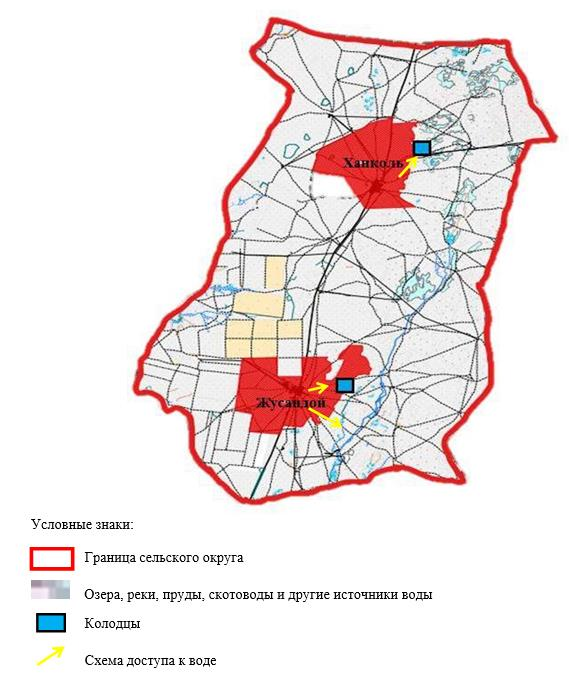 Ханколь
Жусандой
Условные знаки:
Граница сельского округа
Озера, реки, пруды, скотоводы и другие источники воды
Колодцы
Схема доступа к воде